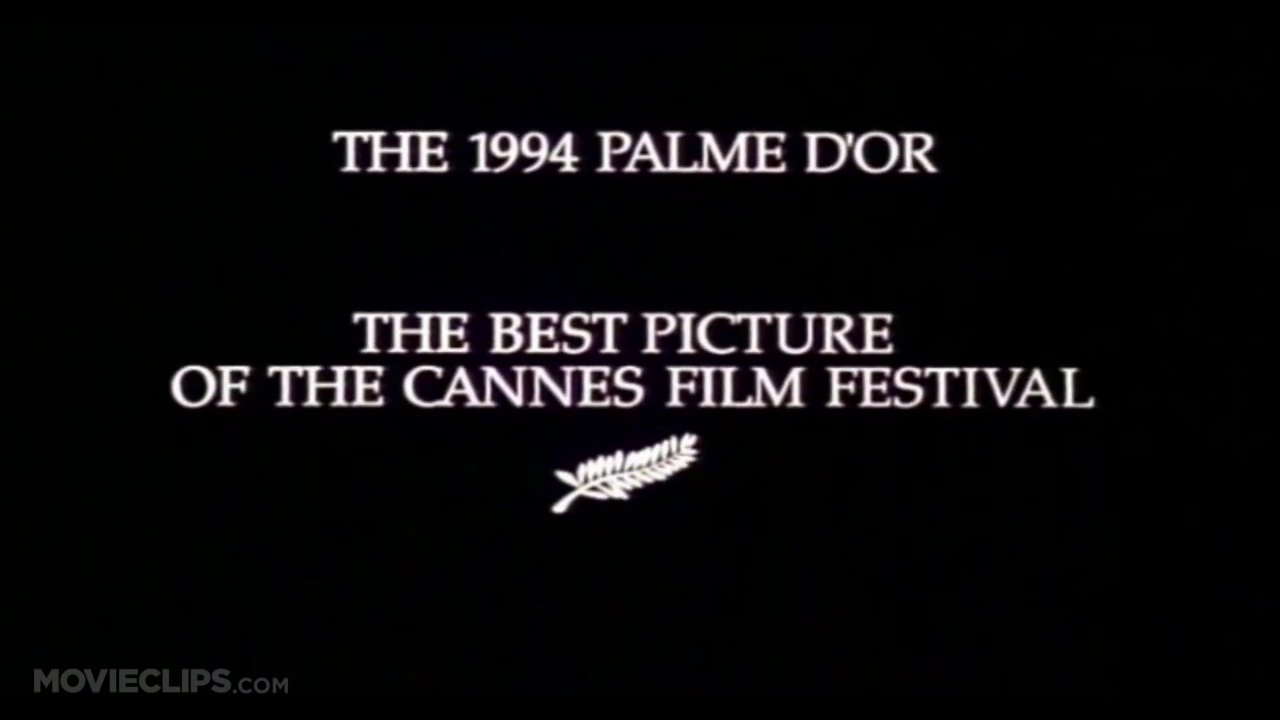 THE 1994 PALME D'OR
THE BEST PICTURE
OF THE CANNES FILM FESTIVAL
MOVIECLIPS.COM